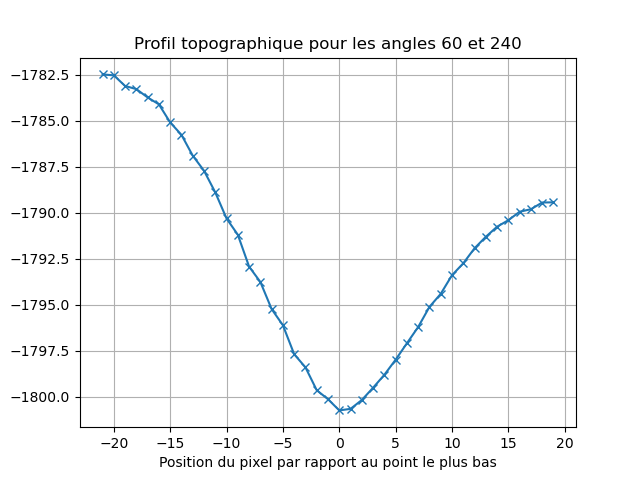 Profil topographique pour les angles 60 et 240
−1782.5
−1785.0
−1787.5
−1790.0
−1792.5
−1795.0
−1797.5
−1800.0
−20 −15 −10 −5 0 5 10 15 20
Position du pixel par rapport au point le plus bas